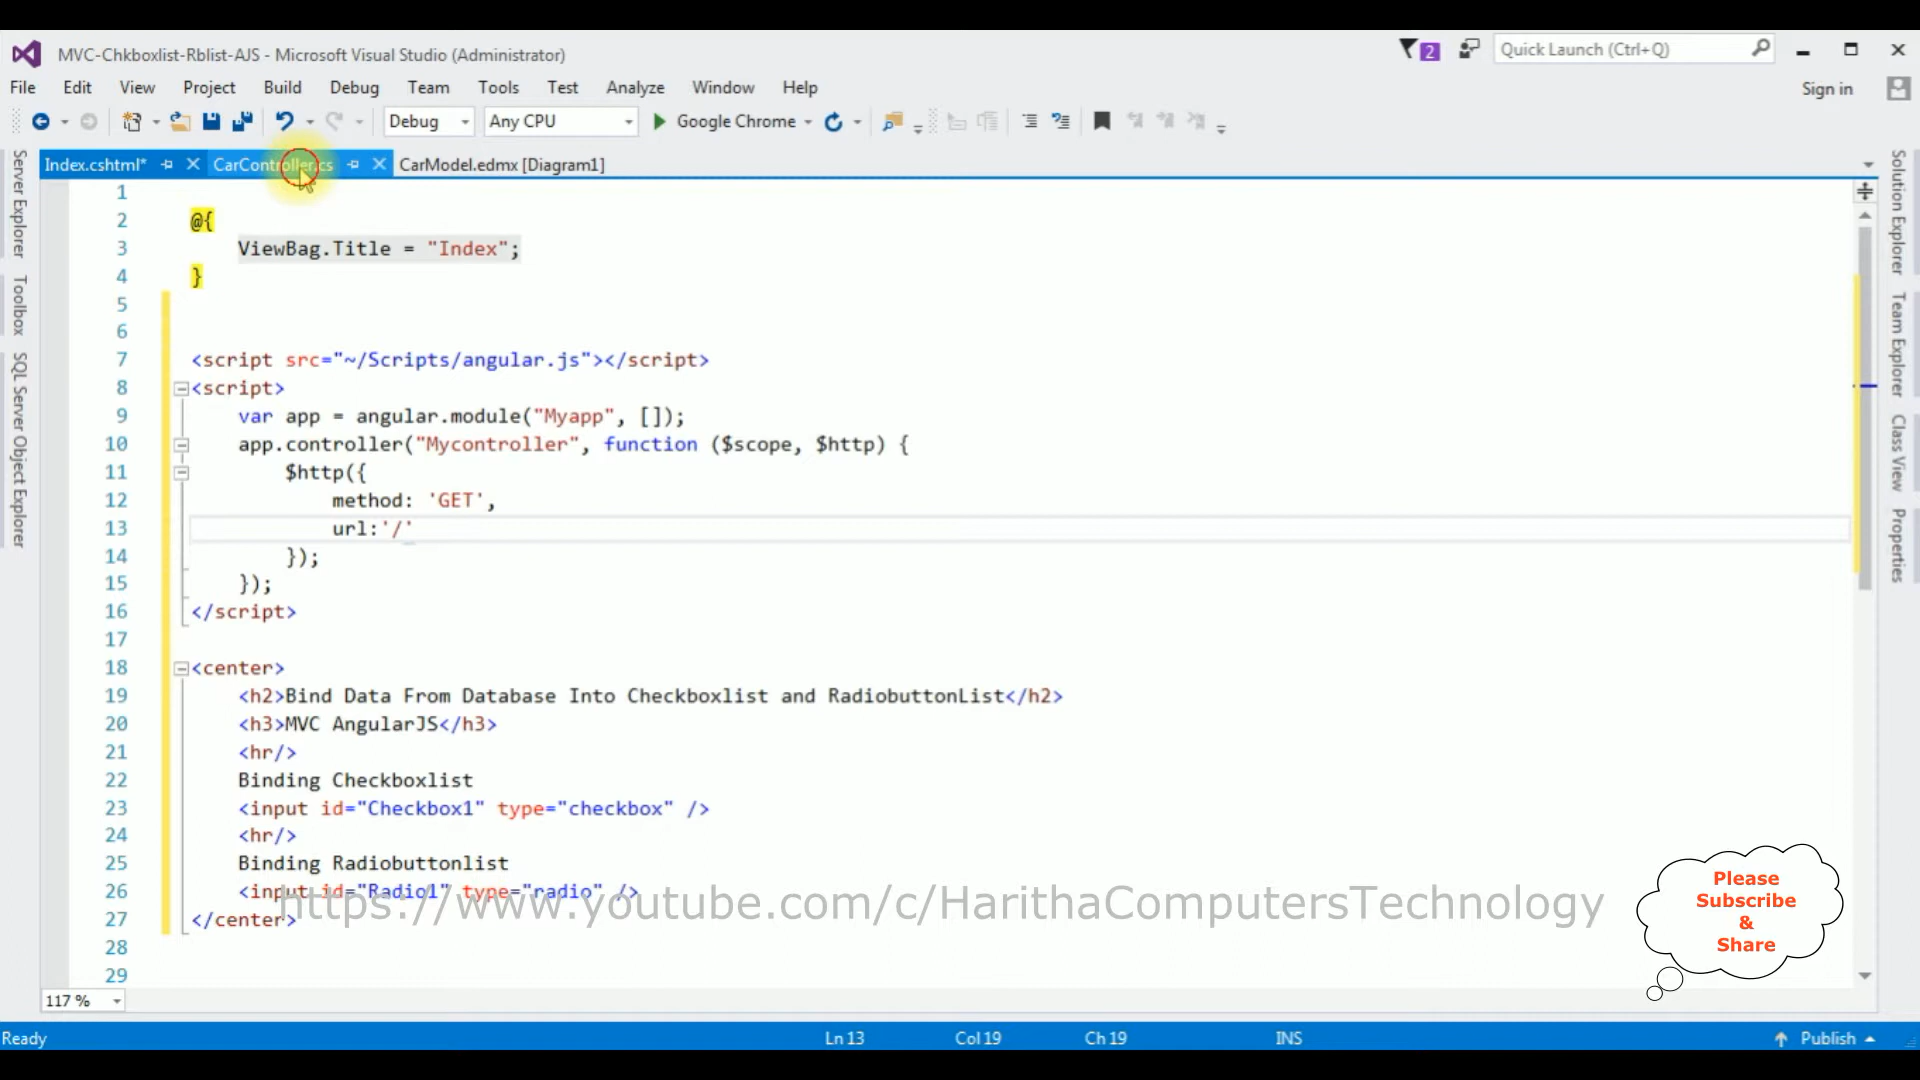 MVC-Chkboxlist-Rblist-AJS - Microsoft Visual Studio (Administrator)
2
Quick Launch (Ctrl+Q)
File Edit View Project Build Debug Team Tools Test Analyze Window Help
Sign in
Debug
Any CPU
Google Chrome
Index.cshtml*
CarController.cs
CarModel.edmx [Diagram1]
Server Explorer
Toolbox
SQL Server Object Explorer
1
2 @{
3 ViewBag.Title = "Index";
4 }
5
6
7 <script src="~/Scripts/angular.js"></script>
8 <script>
9 var app = angular.module("Myapp", []);
10 app.controller("Mycontroller", function ($scope, $http) {
11 $http({
12 method: 'GET',
13 url:'/'
14 });
15 });
16 </script>
17
18 <center>
19 <h2>Bind Data From Database Into Checkboxlist and RadiobuttonList</h2>
20 <h3>MVC AngularJS</h3>
21 <hr/>
22 Binding Checkboxlist
23 <input id="Checkbox1" type="checkbox" />
24 <hr/>
25 Binding Radiobuttonlist
26 <input id="Radio1" type="radio" />
27 </center>
28
29
https://www.youtube.com/c/HarithaComputersTechnology
Please
Subscribe
&
Share
Solution Explorer
Team Explorer
Class View
Properties
117 %
Ready
Ln 13
Col 19
Ch 19
INS
Publish